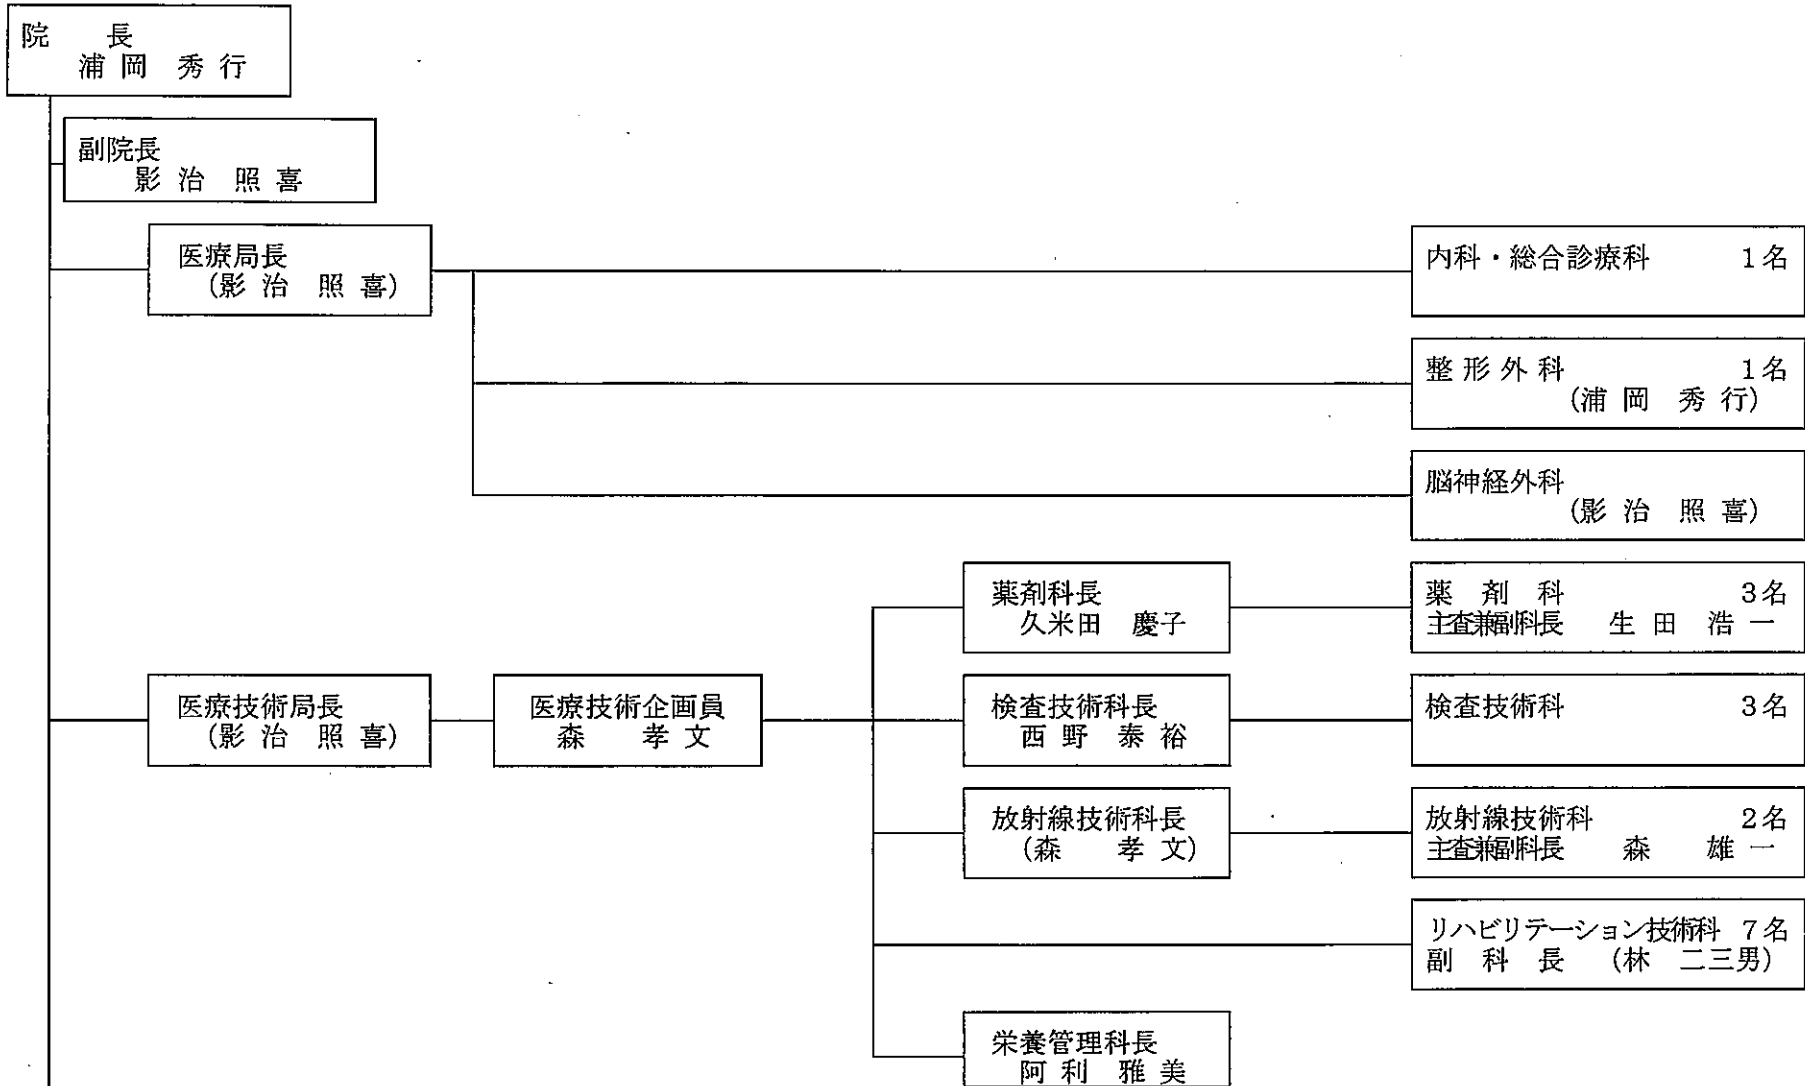 院　　長
浦岡　秀行
副院長
影治　照喜
医療局長
(影治　照喜)
内科・総合診療科　1名
整形外科　1名
(浦岡　秀行)
脳神経外科
(影治　照喜)
医療技術局長
(影治　照喜)
医療技術企画員
森　　孝文
薬剤科長
久米田　慶子
薬　剤　科　3名
主査兼副科長　生田　浩一
検査技術科長
西野　泰裕
検査技術科　3名
放射線技術科長
(森　　孝文)
放射線技術科　2名
主査兼副科長　森　　雄一
リハビリテーション技術科　7名
副　科　長　(林　二三男)
栄養管理科長
阿利　雅美